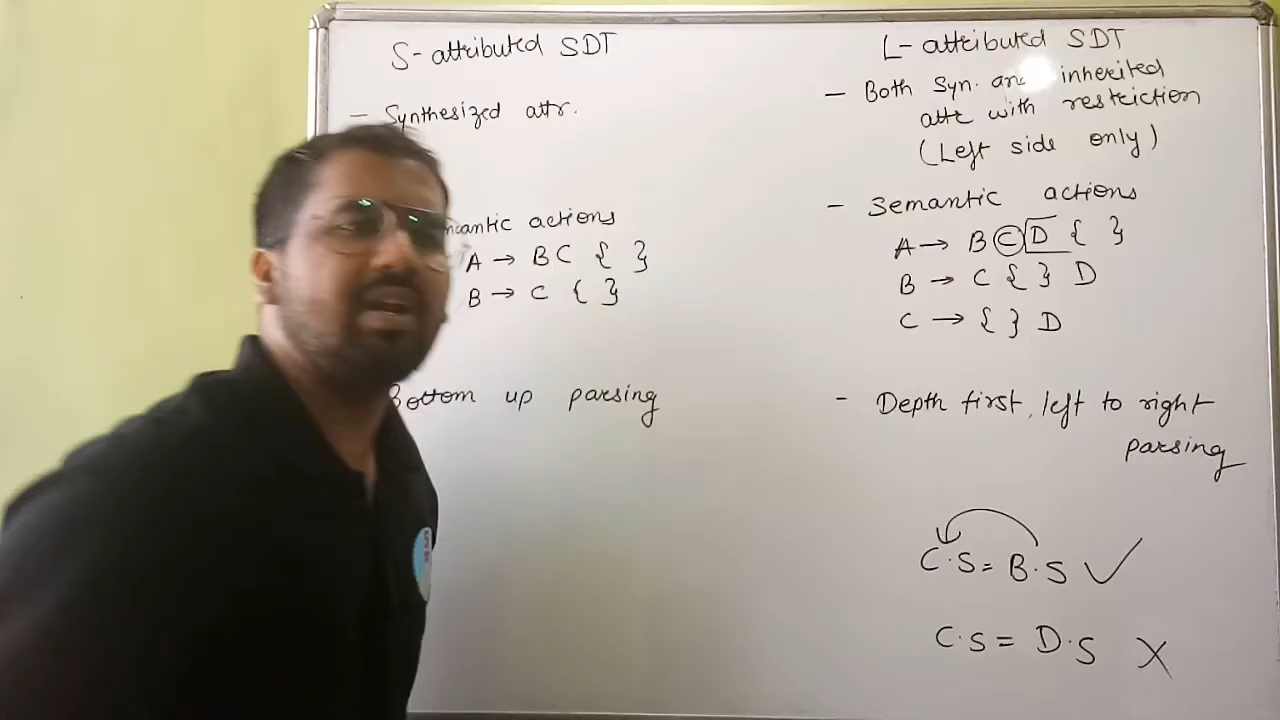 S-attributed SDT
- Synthesized attr.
actions
A → BC { }
B → C { }
Bottom up parsing
L-attributed SDT
- Both Syn. and inherited
attr with restriction
(Left side only)
- Semantic actions
A → B C D { }
B → C { } D
C → { } D
- Depth first, left to right
parsing
C.S = B.S ✓
C.S = D.S X